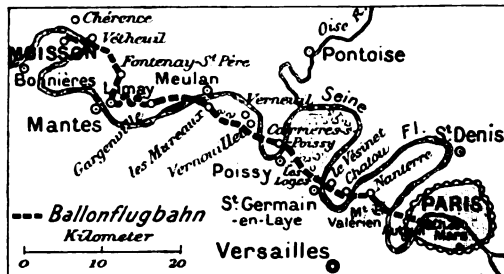 Chérence
Vétheuil
MOISSON
Bonnières
Fontenay-St Père
Limay
Mantes
Gargenville
Meulan
les Mureaux
Verneuil
Vernouillet
Oise
Pontoise
Seine
Fl.
Carrières-
Poissy
Poissy
Les
Loges
St Germain
-en-Laye
le Vésinet
Chatou
Nanterre
Mt
Valérien
St Denis
PARIS
Versailles
Ballonflugbahn
Kilometer
0 10 20